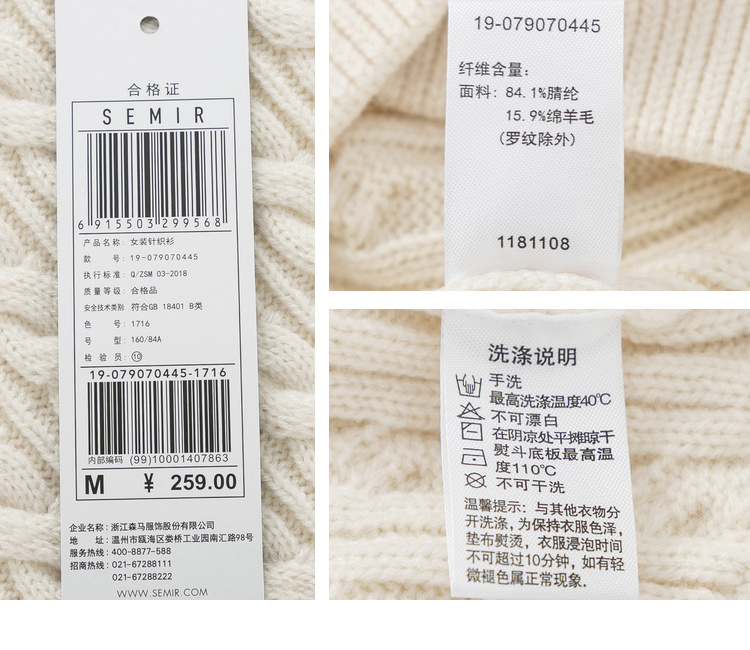 合格证
SEMIR
6 915503 299568
产品名称: 女装针织衫
款 号: 19-079070445
执行标准: Q/ZSM 03-2018
质量等级: 合格品
安全技术类别: 符合GB 18401 B类
色 号: 1716
号 型: 160/84A
检 验 员: ⑩
19-079070445-1716
内部编码 (99)10001407863
M ¥ 259.00
企业名称: 浙江森马服饰股份有限公司
地 址: 温州市瓯海区娄桥工业园南汇路98号
服务热线: 400-8877-588
招商热线: 021-67288111
021-67288222
WWW.SEMIR.COM
19-079070445
纤维含量:
面料: 84.1%腈纶
15.9%绵羊毛
(罗纹除外)
1181108
洗涤说明
手洗
最高洗涤温度40℃
不可漂白
在阴凉处平摊晾干
熨斗底板最高温
度110℃
不可干洗
温馨提示: 与其他衣物分
开洗涤, 为保持衣服色泽,
垫布熨烫, 衣服浸泡时间
不可超过10分钟, 如有轻
微褪色属正常现象.